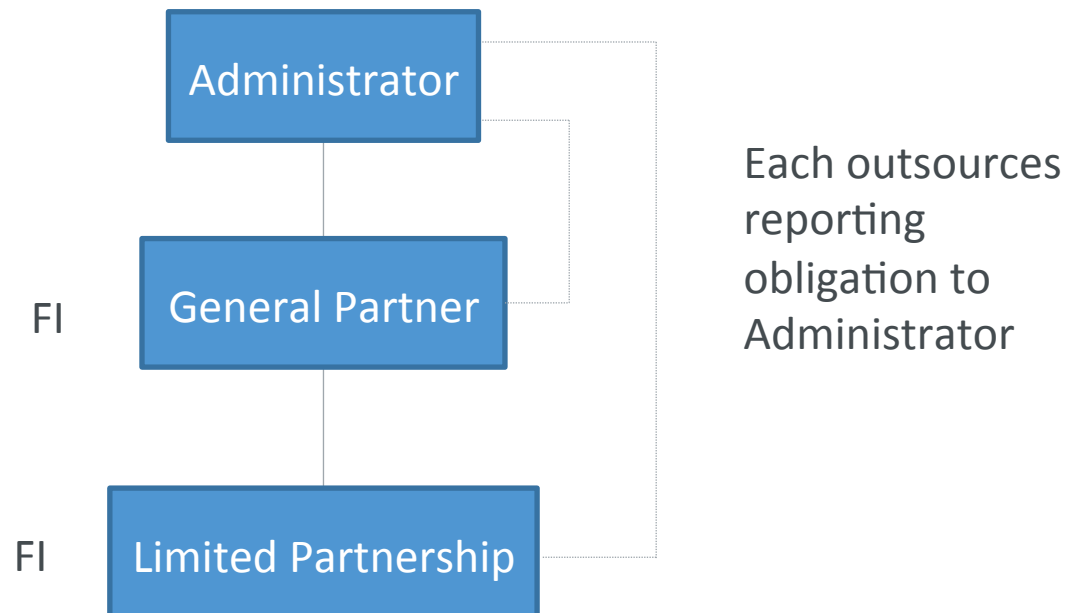 Administrator
Each outsources
reporting
obligation to
Administrator
General Partner
FI
FI
Limited Partnership